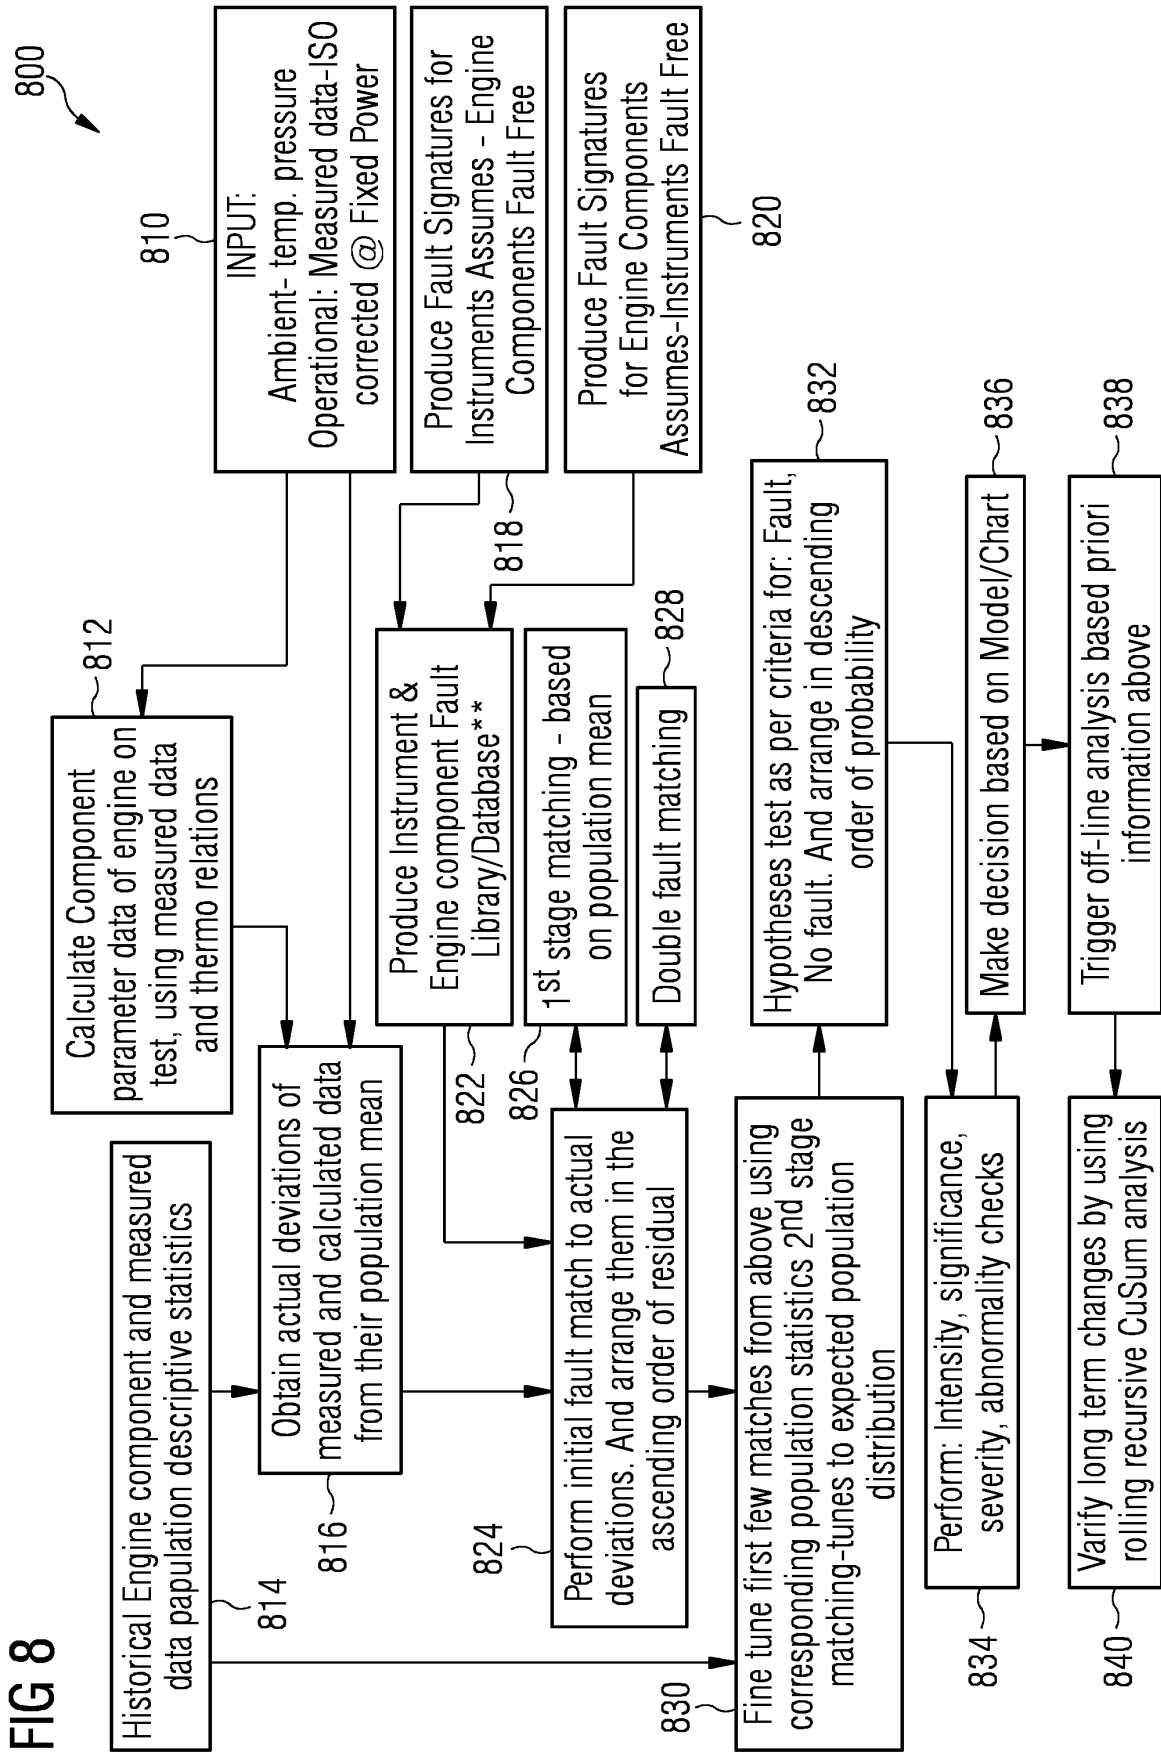 FIG 8
800
810
INPUT:
Ambient- temp. pressure
Operational: Measured data-ISO
corrected @ Fixed Power
812
Calculate Component
parameter data of engine on
test, using measured data
and thermo relations
Historical Engine component and measured
data papulation descriptive statistics
814
Obtain actual deviations of
measured and calculated data
from their population mean
816
Produce Fault Signatures for
Instruments Assumes - Engine
Components Fault Free
818
Produce Fault Signatures
for Engine Components
Assumes-Instruments Fault Free
820
Produce Instrument &
Engine component Fault
Library/Database**
822
824
Perform initial fault match to actual
deviations. And arrange them in the
ascending order of residual
826
1st stage matching - based
on population mean
828
Double fault matching
830
Fine tune first few matches from above using
corresponding population statistics 2nd stage
matching-tunes to expected population
distribution
832
Hypotheses test as per criteria for: Fault,
No fault. And arrange in descending
order of probability
Perform: Intensity, significance,
severity, abnormality checks
834
836
Make decision based on Model/Chart
838
Trigger off-line analysis based priori
information above
Varify long term changes by using
rolling recursive CuSum analysis
840